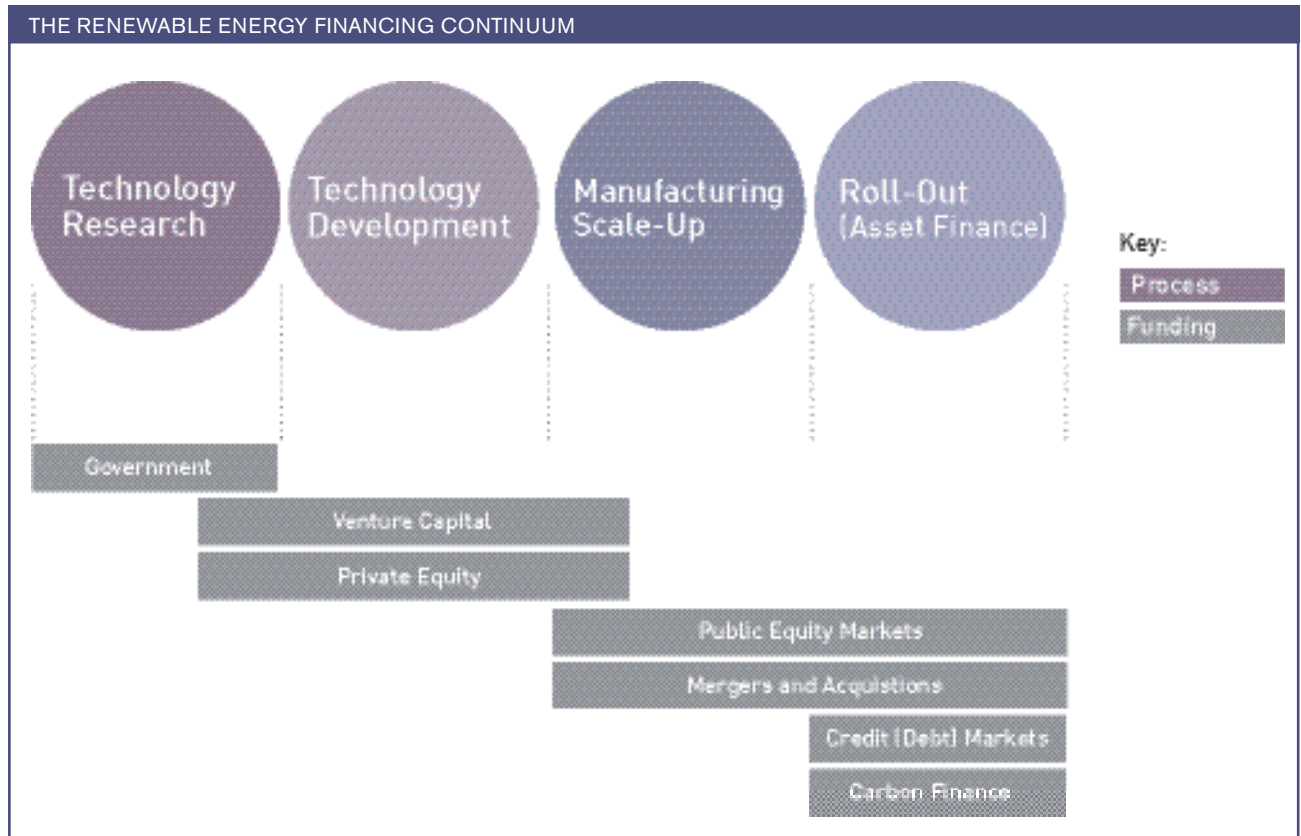 THE RENEWABLE ENERGY FINANCING CONTINUUM
Technology
Research
Technology
Development
Manufacturing
Scale-Up
Roll-Out
(Asset Finance)
Key:
Process
Funding
Government
Venture Capital
Private Equity
Public Equity Markets
Mergers and Acquistions
Credit (Debt) Markets
Carbon Finance